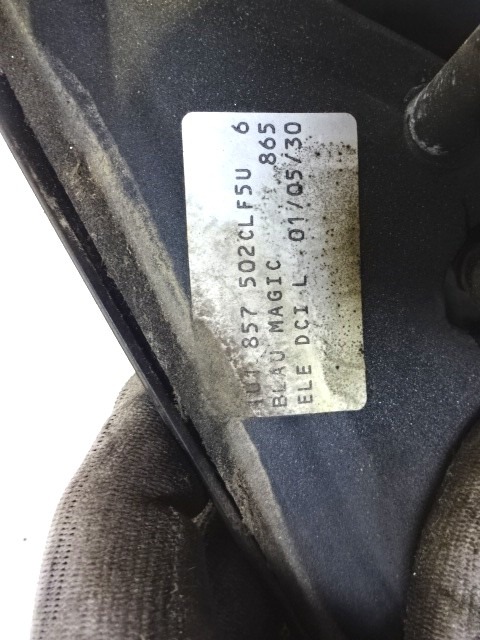 1U1 857 502CLF5U 6
BLAU MAGIC 865
ELE DCI L 01/05/30